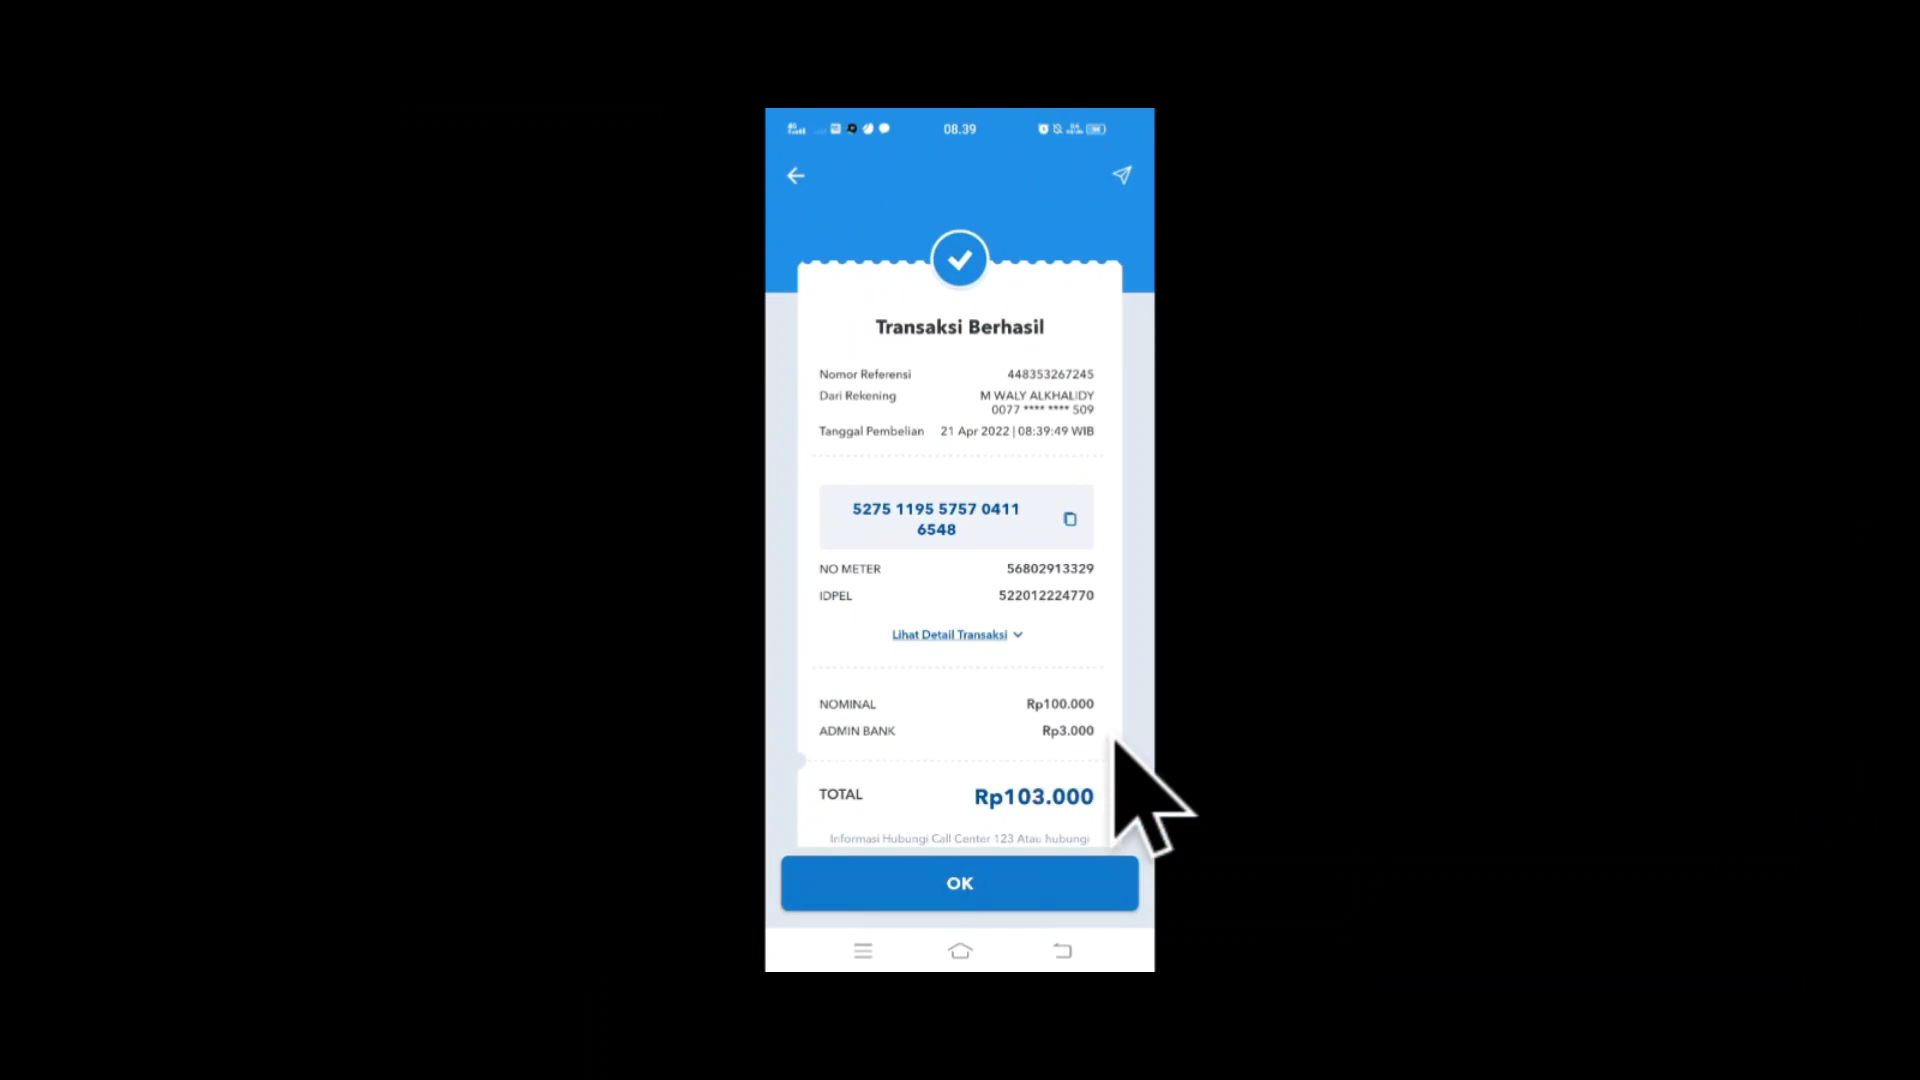 08.39
Transaksi Berhasil
Nomor Referensi 448353267245
Dari Rekening M WALY ALKHALIDY
0077 **** **** 509
Tanggal Pembelian 21 Apr 2022 | 08:39:49 WIB
5275 1195 5757 0411
6548
NO METER 56802913329
IDPEL 522012224770
Lihat Detail Transaksi
NOMINAL Rp100.000
ADMIN BANK Rp3.000
TOTAL Rp103.000
Informasi Hubungi Call Center 123 Atau hubungi
OK